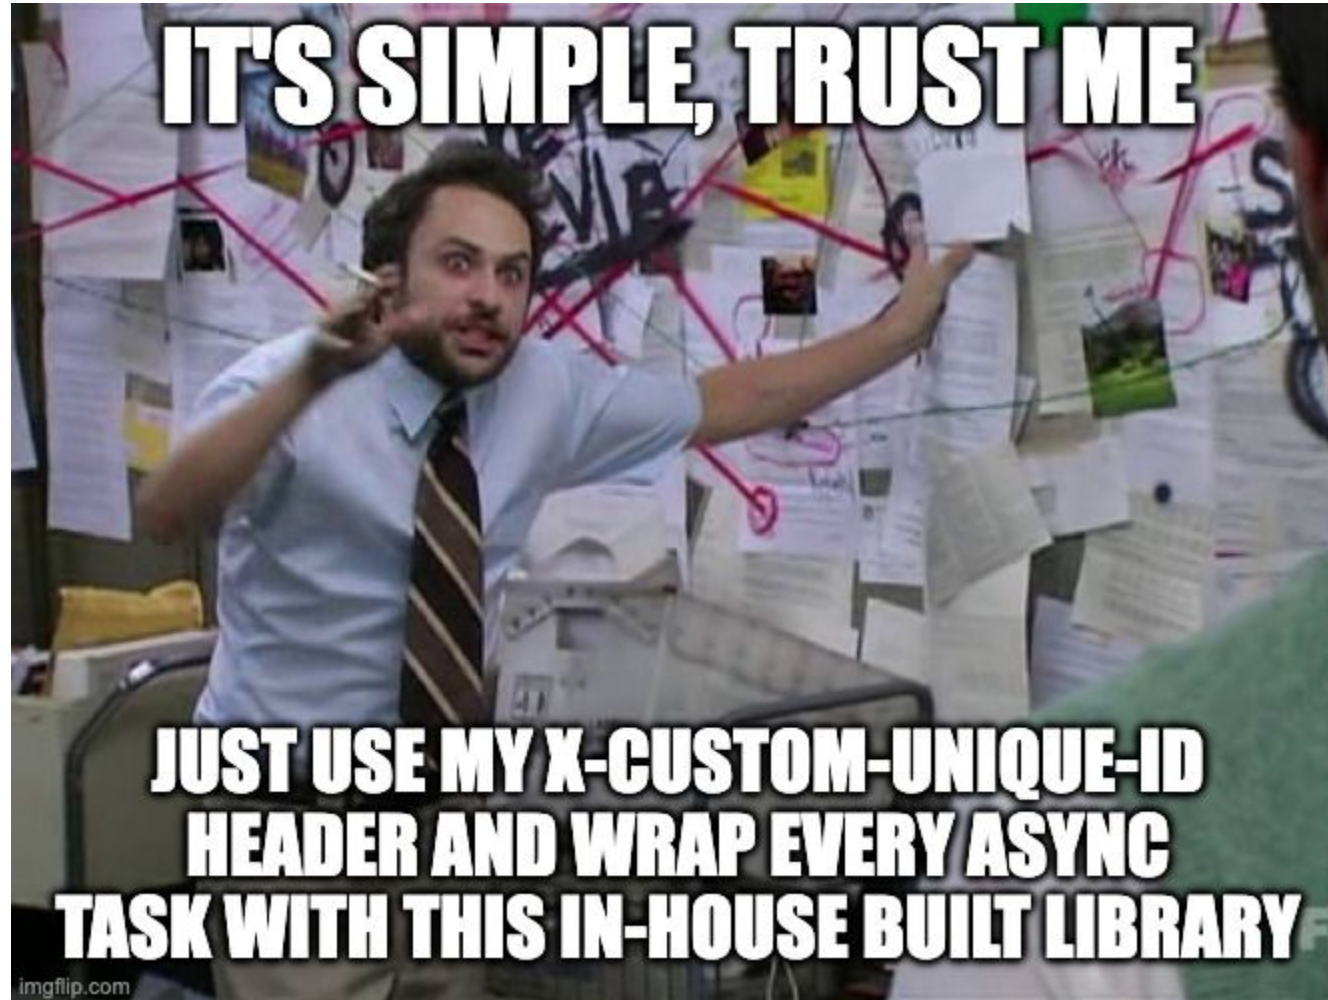 IT'S SIMPLE, TRUST ME
JUST USE MY X-CUSTOM-UNIQUE-ID
HEADER AND WRAP EVERY ASYNC
TASK WITH THIS IN-HOUSE BUILT LIBRARY
imgflip.com